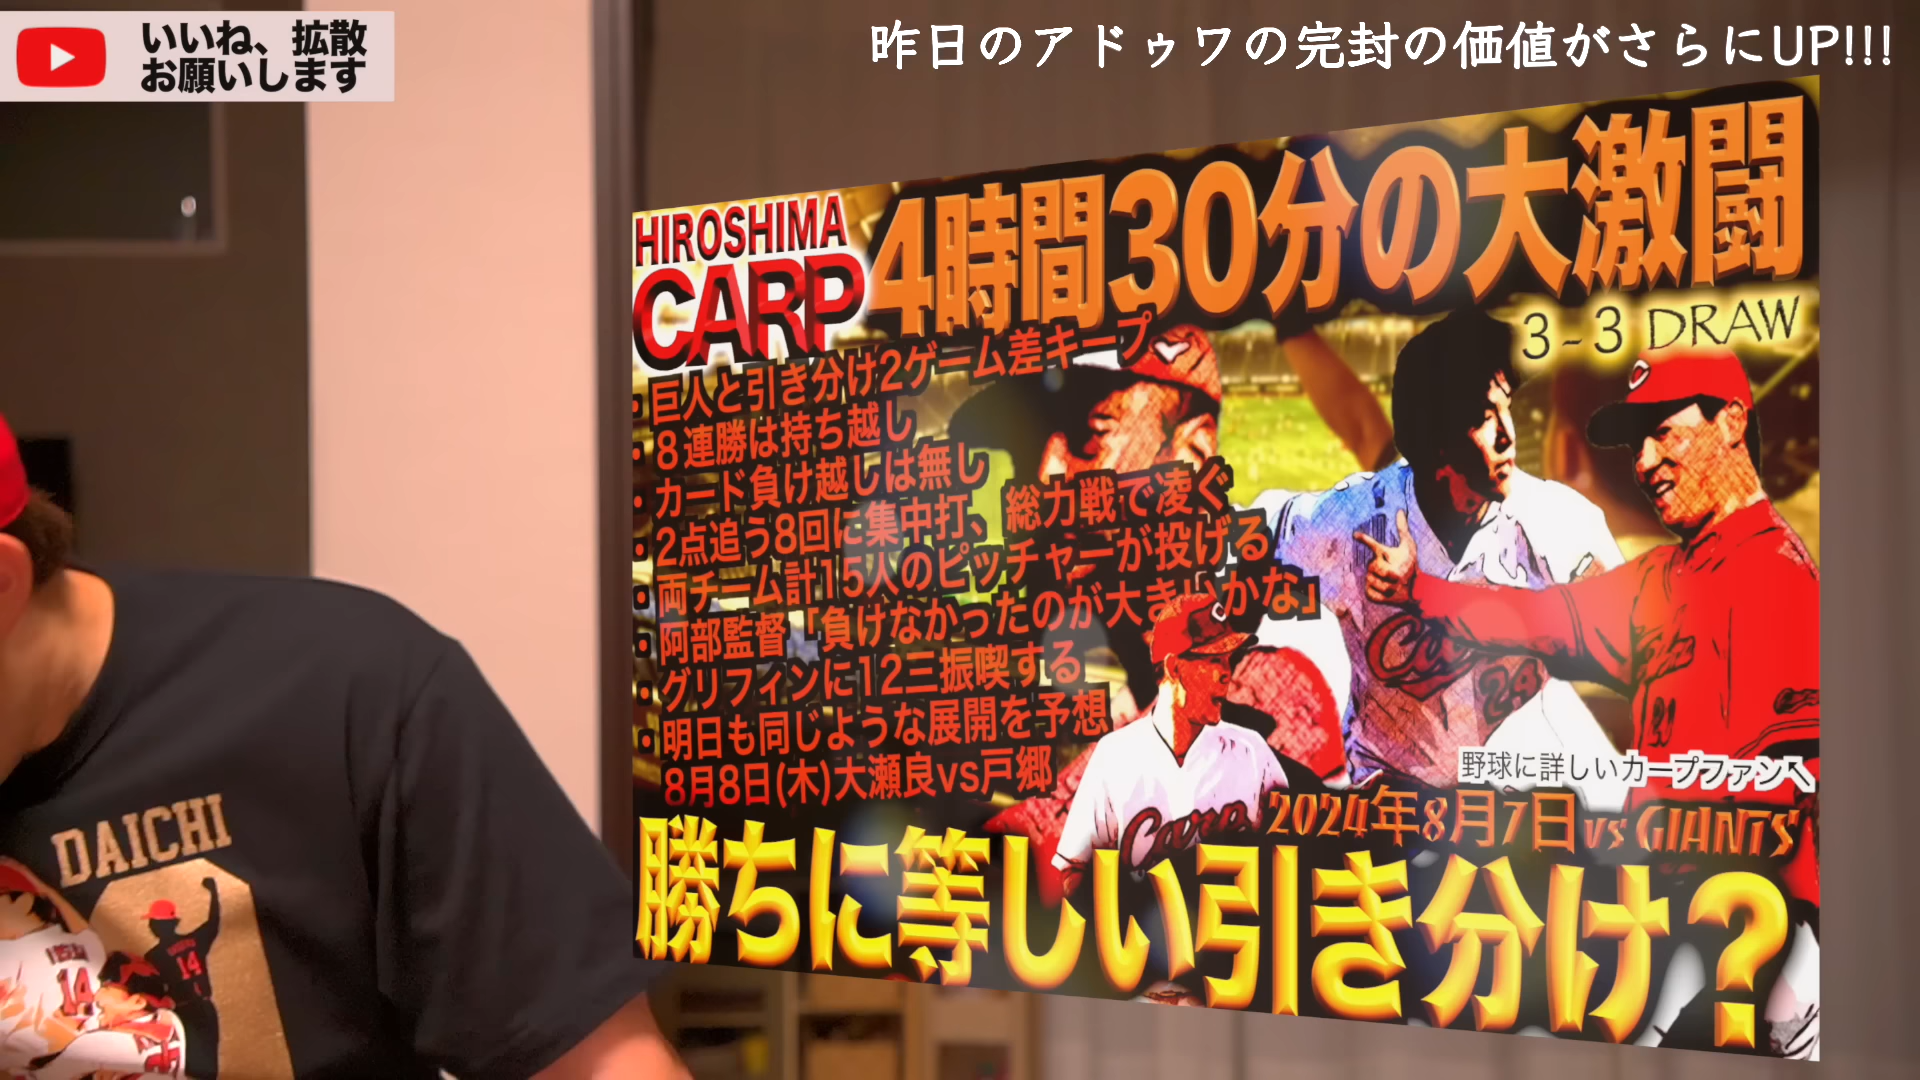 いいね、拡散
お願いします
昨日のアドゥワの完封の価値がさらにUP!!!
HIROSHIMA
CARP
4時間30分の大激闘
3-3 DRAW
・巨人と引き分け2ゲーム差キープ
・8連勝は持ち越し
・カード負け越しは無し
・2点追う8回に集中打、総力戦で凌ぐ
・両チーム計15人のピッチャーが投げる
・阿部監督「負けなかったのが大きいかな」
・グリフィンに12三振喫する
・明日も同じような展開を予想
8月8日(木)大瀬良vs戸郷
Carp
24
21
Carp
野球に詳しいカープファン
2024年8月7日vs GIANTS
勝ちに等しい引き分け?
DAICHI
14
14